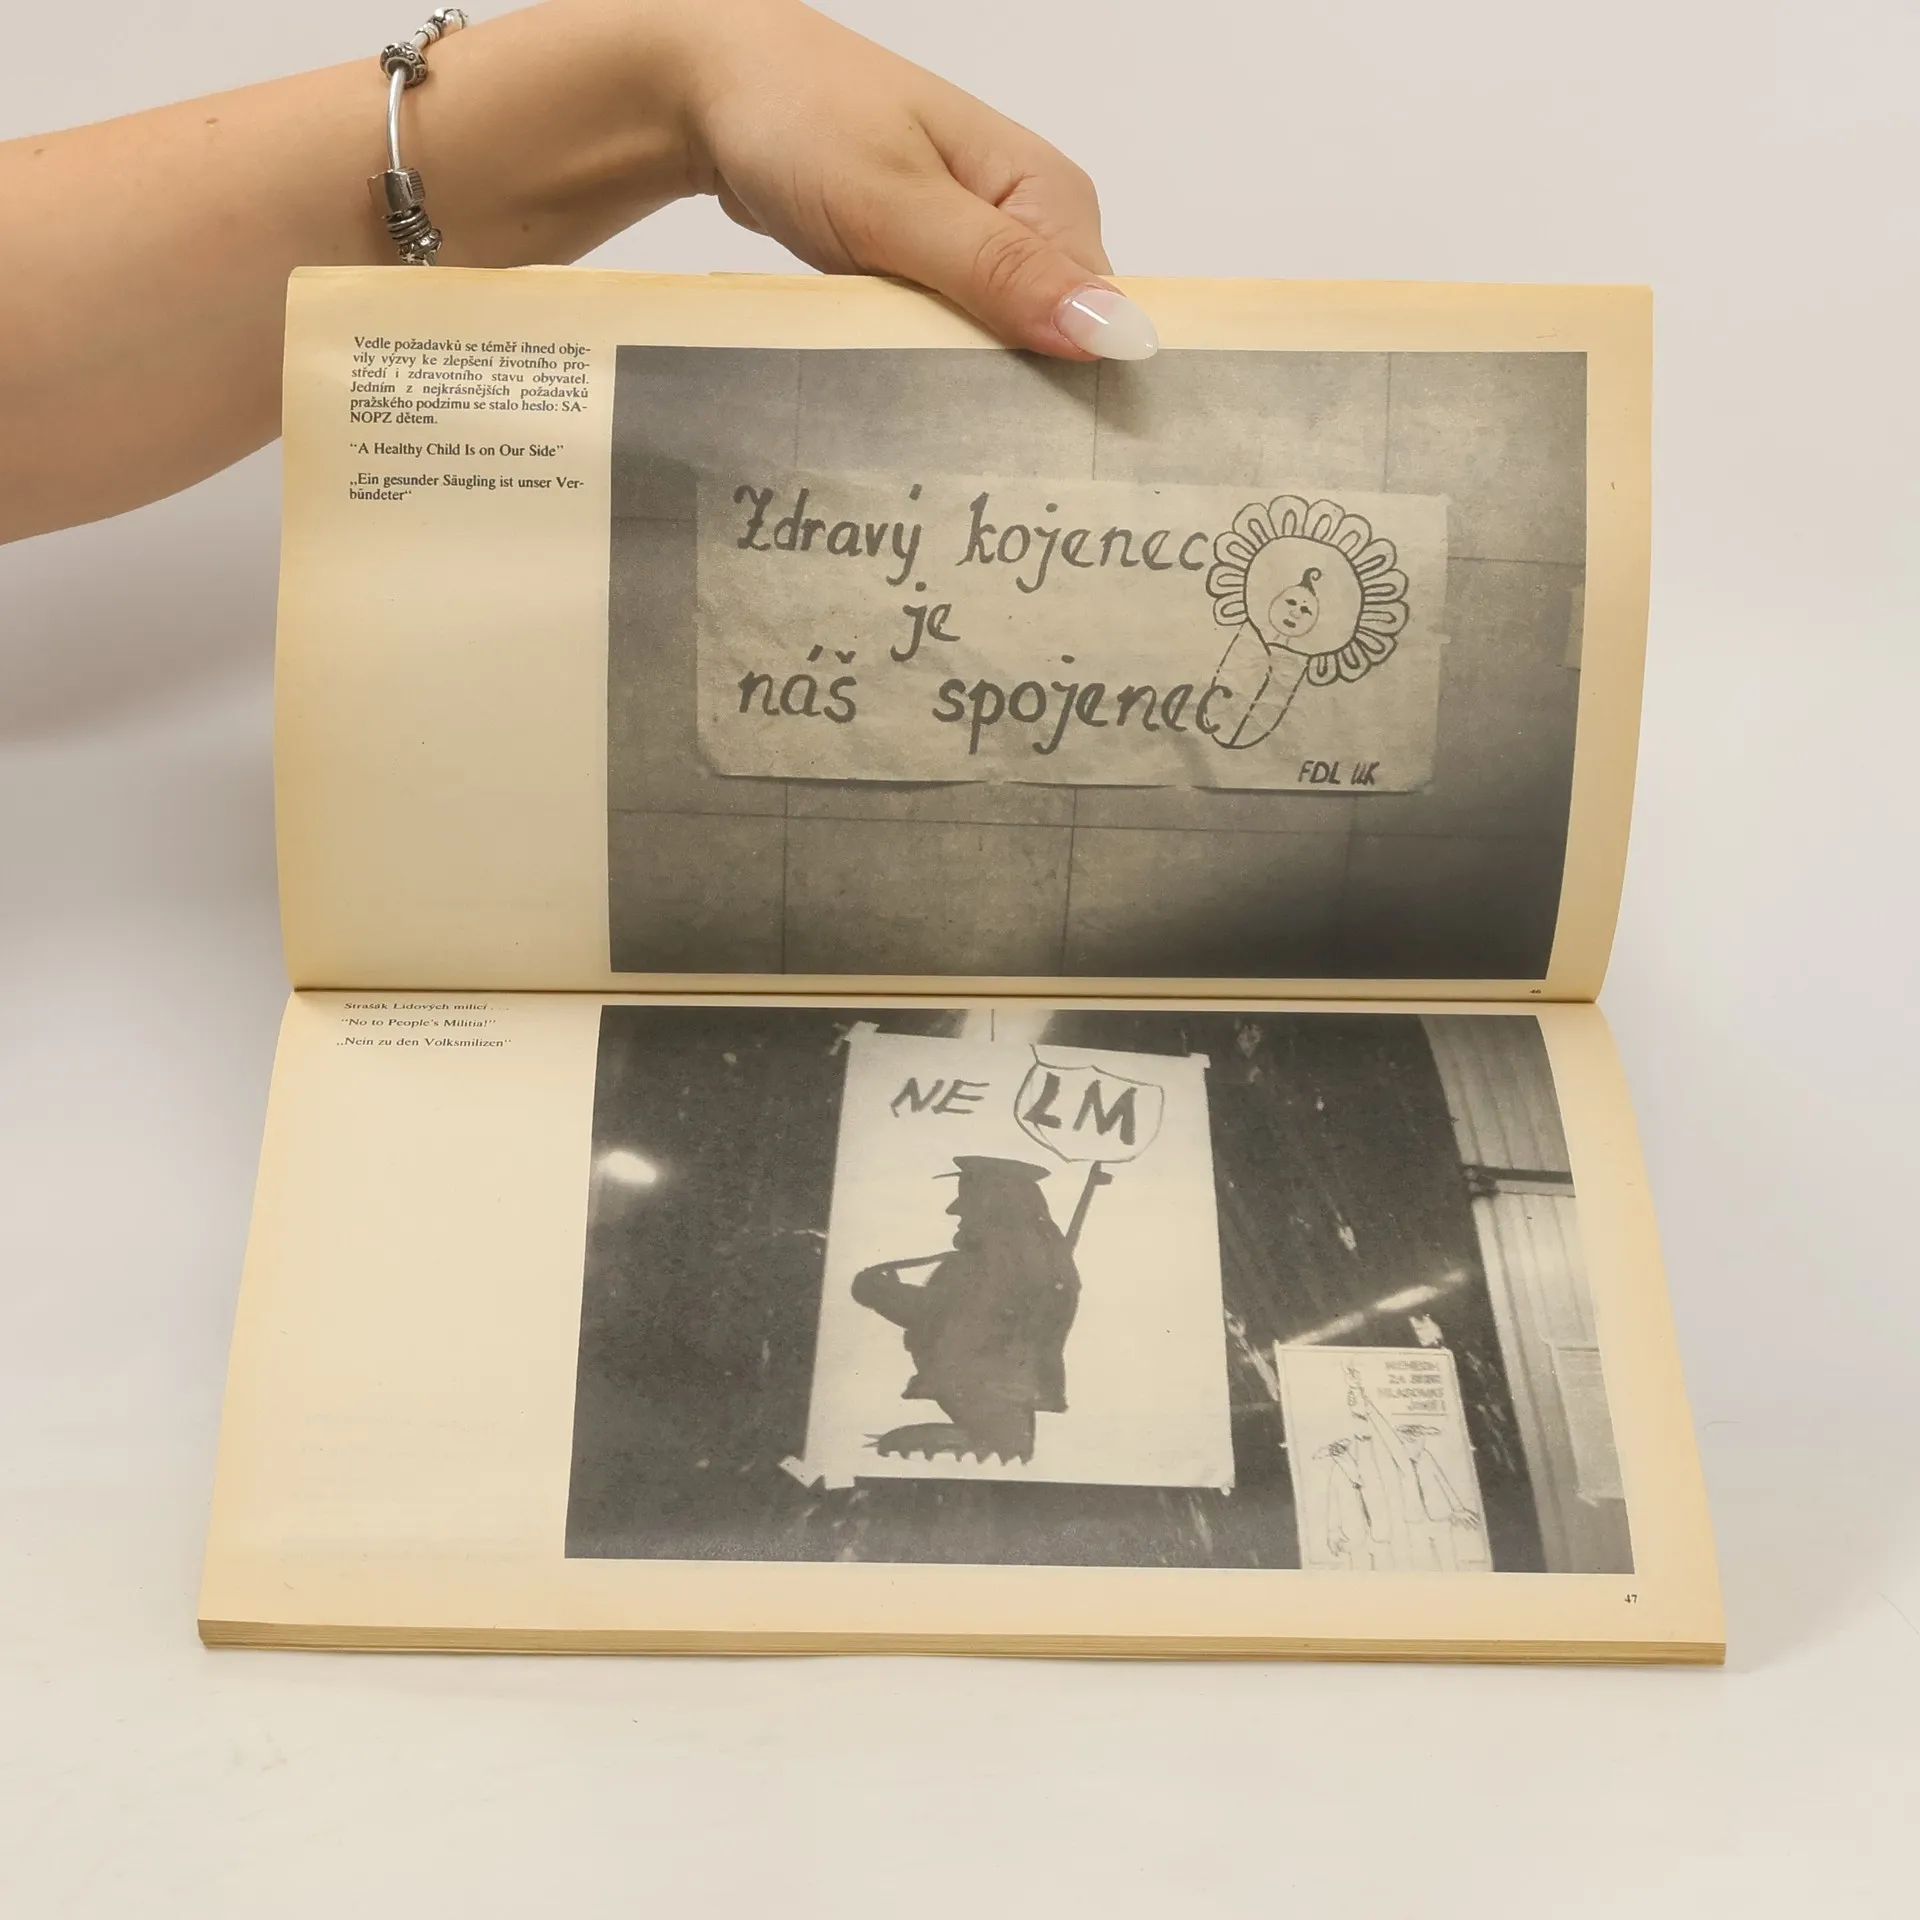 Vedle požadavků se téměř ihned obje-
vily výzvy ke zlepšení životního pro-
středí i zdravotního stavu obyvatel.
Jedním z nejkrásnějších požadavků
pražského podzimu se stalo heslo: SA-
NOPZ dětem.
“A Healthy Child Is on Our Side”
„Ein gesunder Säugling ist unser Ver-
bündeter“
Zdravý kojenec
je
náš spojenec
FDL UK
46
Strašák Lidových milicí . . .
“No to People's Militia!”
„Nein zu den Volksmilizen“
NE LM
ZA
47